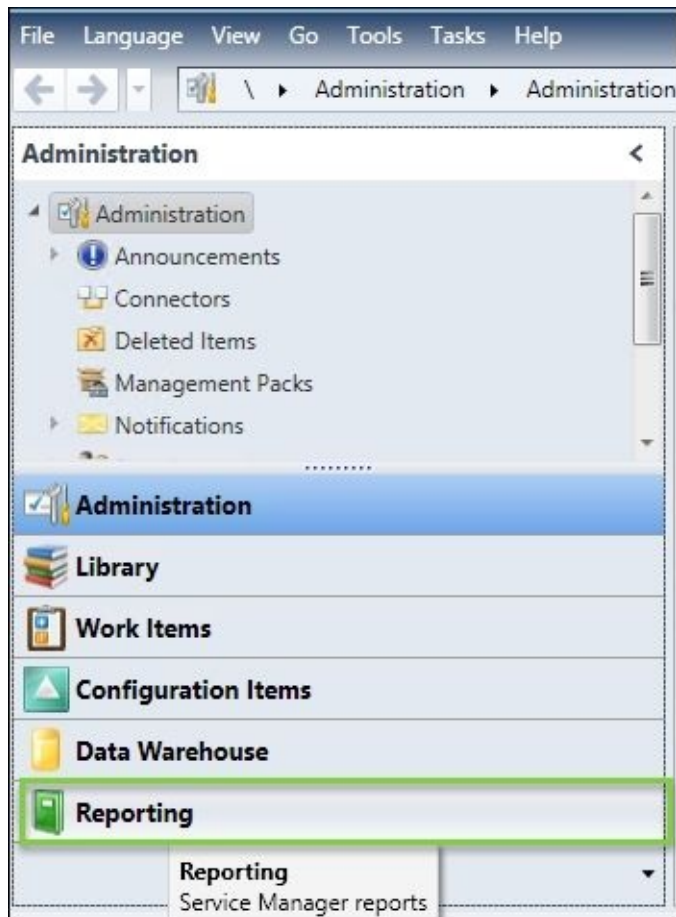 File Language View Go Tools Tasks Help
\ Administration Administration
Administration
Administration
Announcements
Connectors
Deleted Items
Management Packs
Notifications
Administration
Library
Work Items
Configuration Items
Data Warehouse
Reporting
Reporting
Service Manager reports